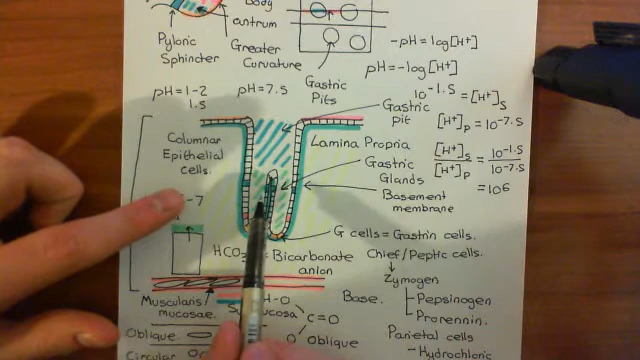 body
antrum
Pyloric
Sphincter
Greater
Curvature
-pH = log[H+]
pH = -log[H+]
10^-1.5 = [H+]s
pH = 1-2
1.5
pH = 7.5
Gastric
Pits
Gastric
pit
[H+]p = 10^-7.5
[H+]s = 10^-1.5
[H+]p 10^-7.5
= 10^6
Columnar
Epithelial
cells.
Lamina Propria
Gastric
Glands
Basement
membrane
-7
G cells = Gastrin cells.
HCO3 = Bicarbonate
anion
Chief/Peptic cells.
Zymogen
Pepsinogen
Prorennin.
Muscularis
mucosae.
Base.
H-O
C=O
O
Parietal cells
- Hydrochloric
Oblique.
Oblique
Circular